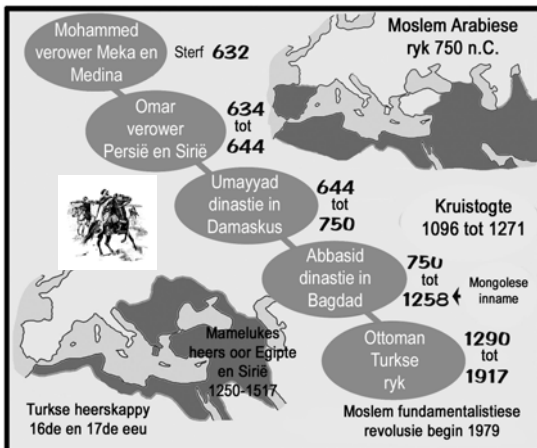 Mohammed
verower Meka en
Medina
Sterf 632
Moslem Arabiese
ryk 750 n.C.
Omar
verower
Persië en Sirië
634
tot
644
Umayyad
dinastie in
Damaskus
644
tot
750
Kruistogte
1096 tot 1271
Abbasid
dinastie in
Bagdad
750
tot
1258
Mongolese
inname
Mamelukes
heers oor Egipte
en Sirië
1250-1517
Ottoman
Turkse
ryk
1290
tot
1917
Turkse heerskappy
16de en 17de eeu
Moslem fundamentalistiese
revolusie begin 1979